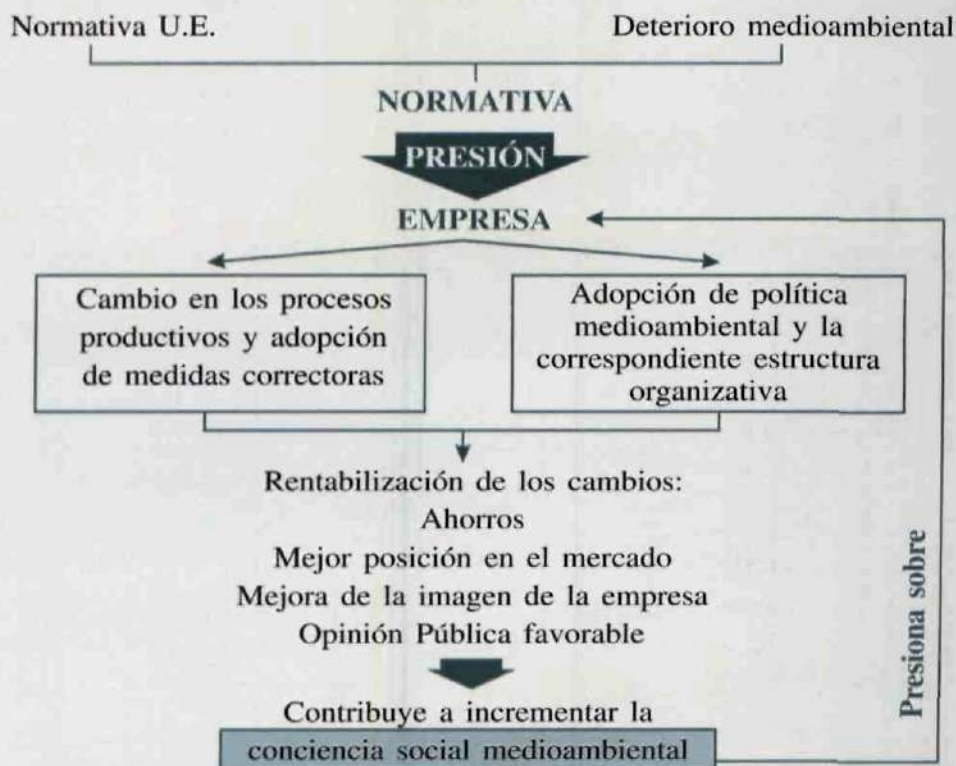 Normativa U.E.
Deterioro medioambiental
NORMATIVA
PRESIÓN
EMPRESA
Cambio en los procesos
productivos y adopción
de medidas correctoras
Adopción de política
medioambiental y la
correspondiente estructura
organizativa
Rentabilización de los cambios:
Ahorros
Mejor posición en el mercado
Mejora de la imagen de la empresa
Opinión Pública favorable
Contribuye a incrementar la
conciencia social medioambiental
Presiona sobre